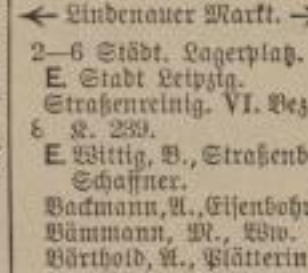 ← Lindenauer Markt. →
2—6 Städt. Lagerplatz.
E. Stadt Leipzig.
Straßenreinig. VI. Bez
8 K. 239.
E. Wittig, B., Straßenb
Schaffner.
Backmann, A., Eisenbohr
Bämmann, M., Ww.
Bärthold, A., Plätterin